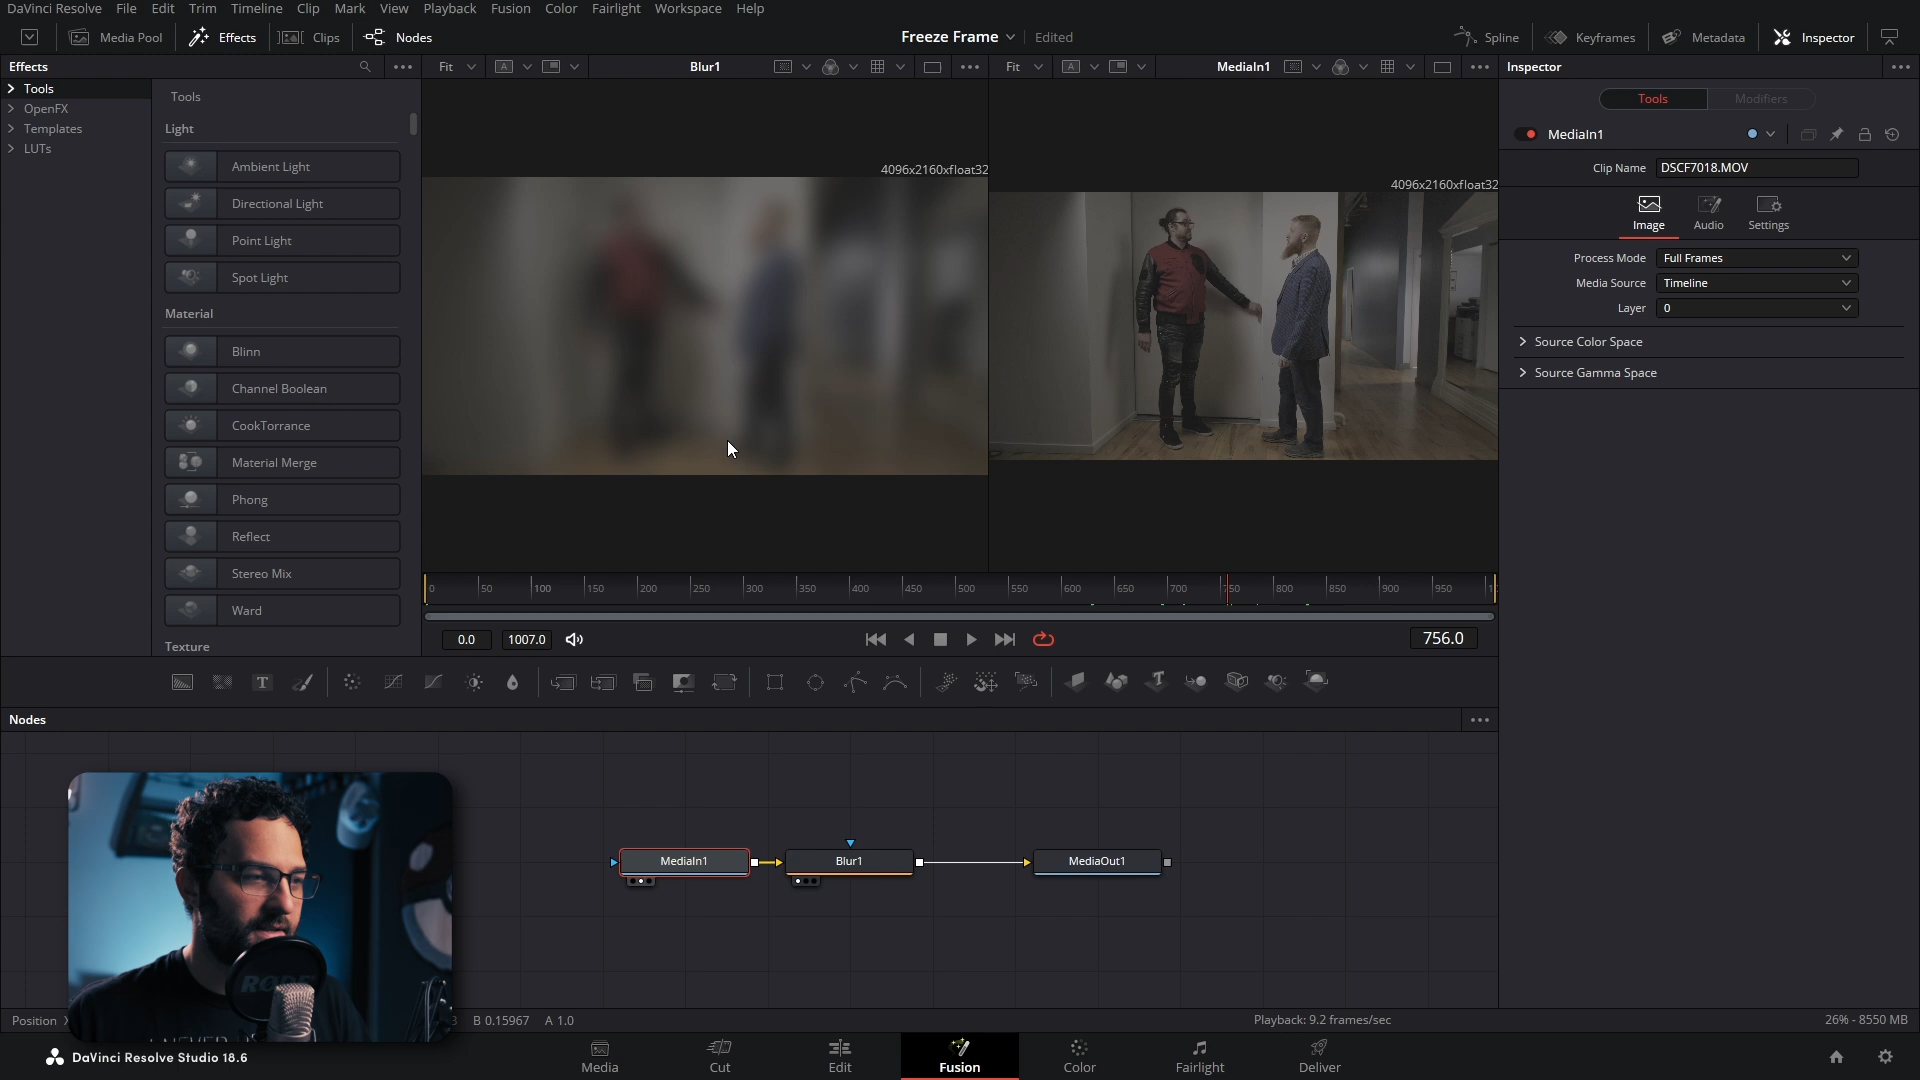 DaVinci Resolve File Edit Trim Timeline Clip Mark View Playback Fusion Color Fairlight Workspace Help
Media Pool Effects Clips Nodes
Freeze Frame Edited
Spline Keyframes Metadata Inspector
Effects
Fit A Blur1
Fit A MediaIn1
Inspector
Tools
OpenFX
Templates
LUTs
Tools
Light
Ambient Light
Directional Light
Point Light
Spot Light
Material
Blinn
Channel Boolean
CookTorrance
Material Merge
Phong
Reflect
Stereo Mix
Ward
Texture
4096x2160xfloat32
4096x2160xfloat32
Tools Modifiers
MediaIn1
Clip Name DSCF7018.MOV
Image Audio Settings
Process Mode Full Frames
Media Source Timeline
Layer 0
Source Color Space
Source Gamma Space
0 50 100 150 200 250 300 350 400 450 500 550 600 650 700 750 800 850 900 950
0.0 1007.0 756.0
T
Nodes
MediaIn1 Blur1 MediaOut1
RØDE
Position
B 0.15967 A 1.0
Playback: 9.2 frames/sec
26% - 8550 MB
DaVinci Resolve Studio 18.6
Media Cut Edit Fusion Color Fairlight Deliver